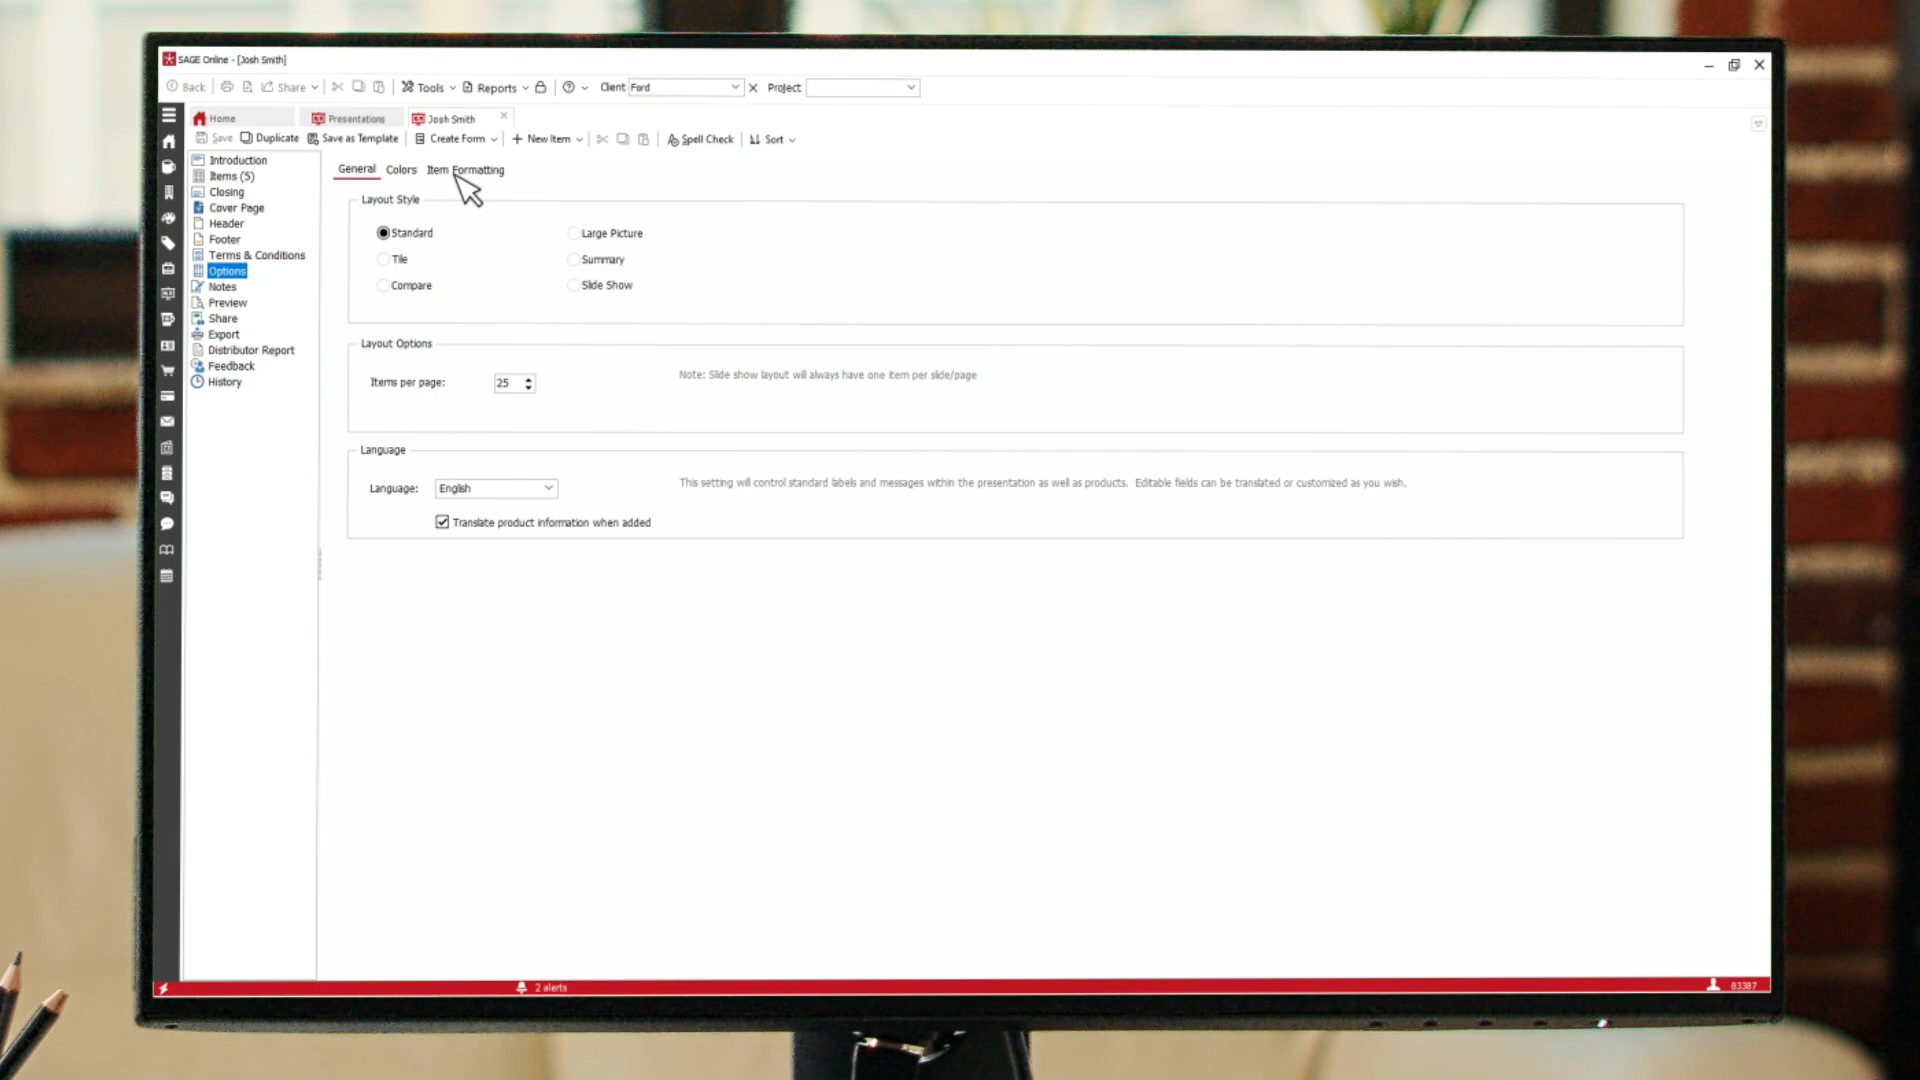 SAGE Online - [Josh Smith]
Back Share Tools Reports Client Ford Project
Home Presentations Josh Smith
Save Duplicate Save as Template Create Form New Item Spell Check Sort
Introduction
Items (5)
Closing
Cover Page
Header
Footer
Terms & Conditions
Options
Notes
Preview
Share
Export
Distributor Report
Feedback
History
General Colors Item Formatting
Layout Style
Standard Large Picture
Tile Summary
Compare Slide Show
Layout Options
Items per page: 25 Note: Slide show layout will always have one item per slide/page
Language
Language: English This setting will control standard labels and messages within the presentation as well as products. Editable fields can be translated or customized as you wish.
Translate product information when added
2 alerts 83387